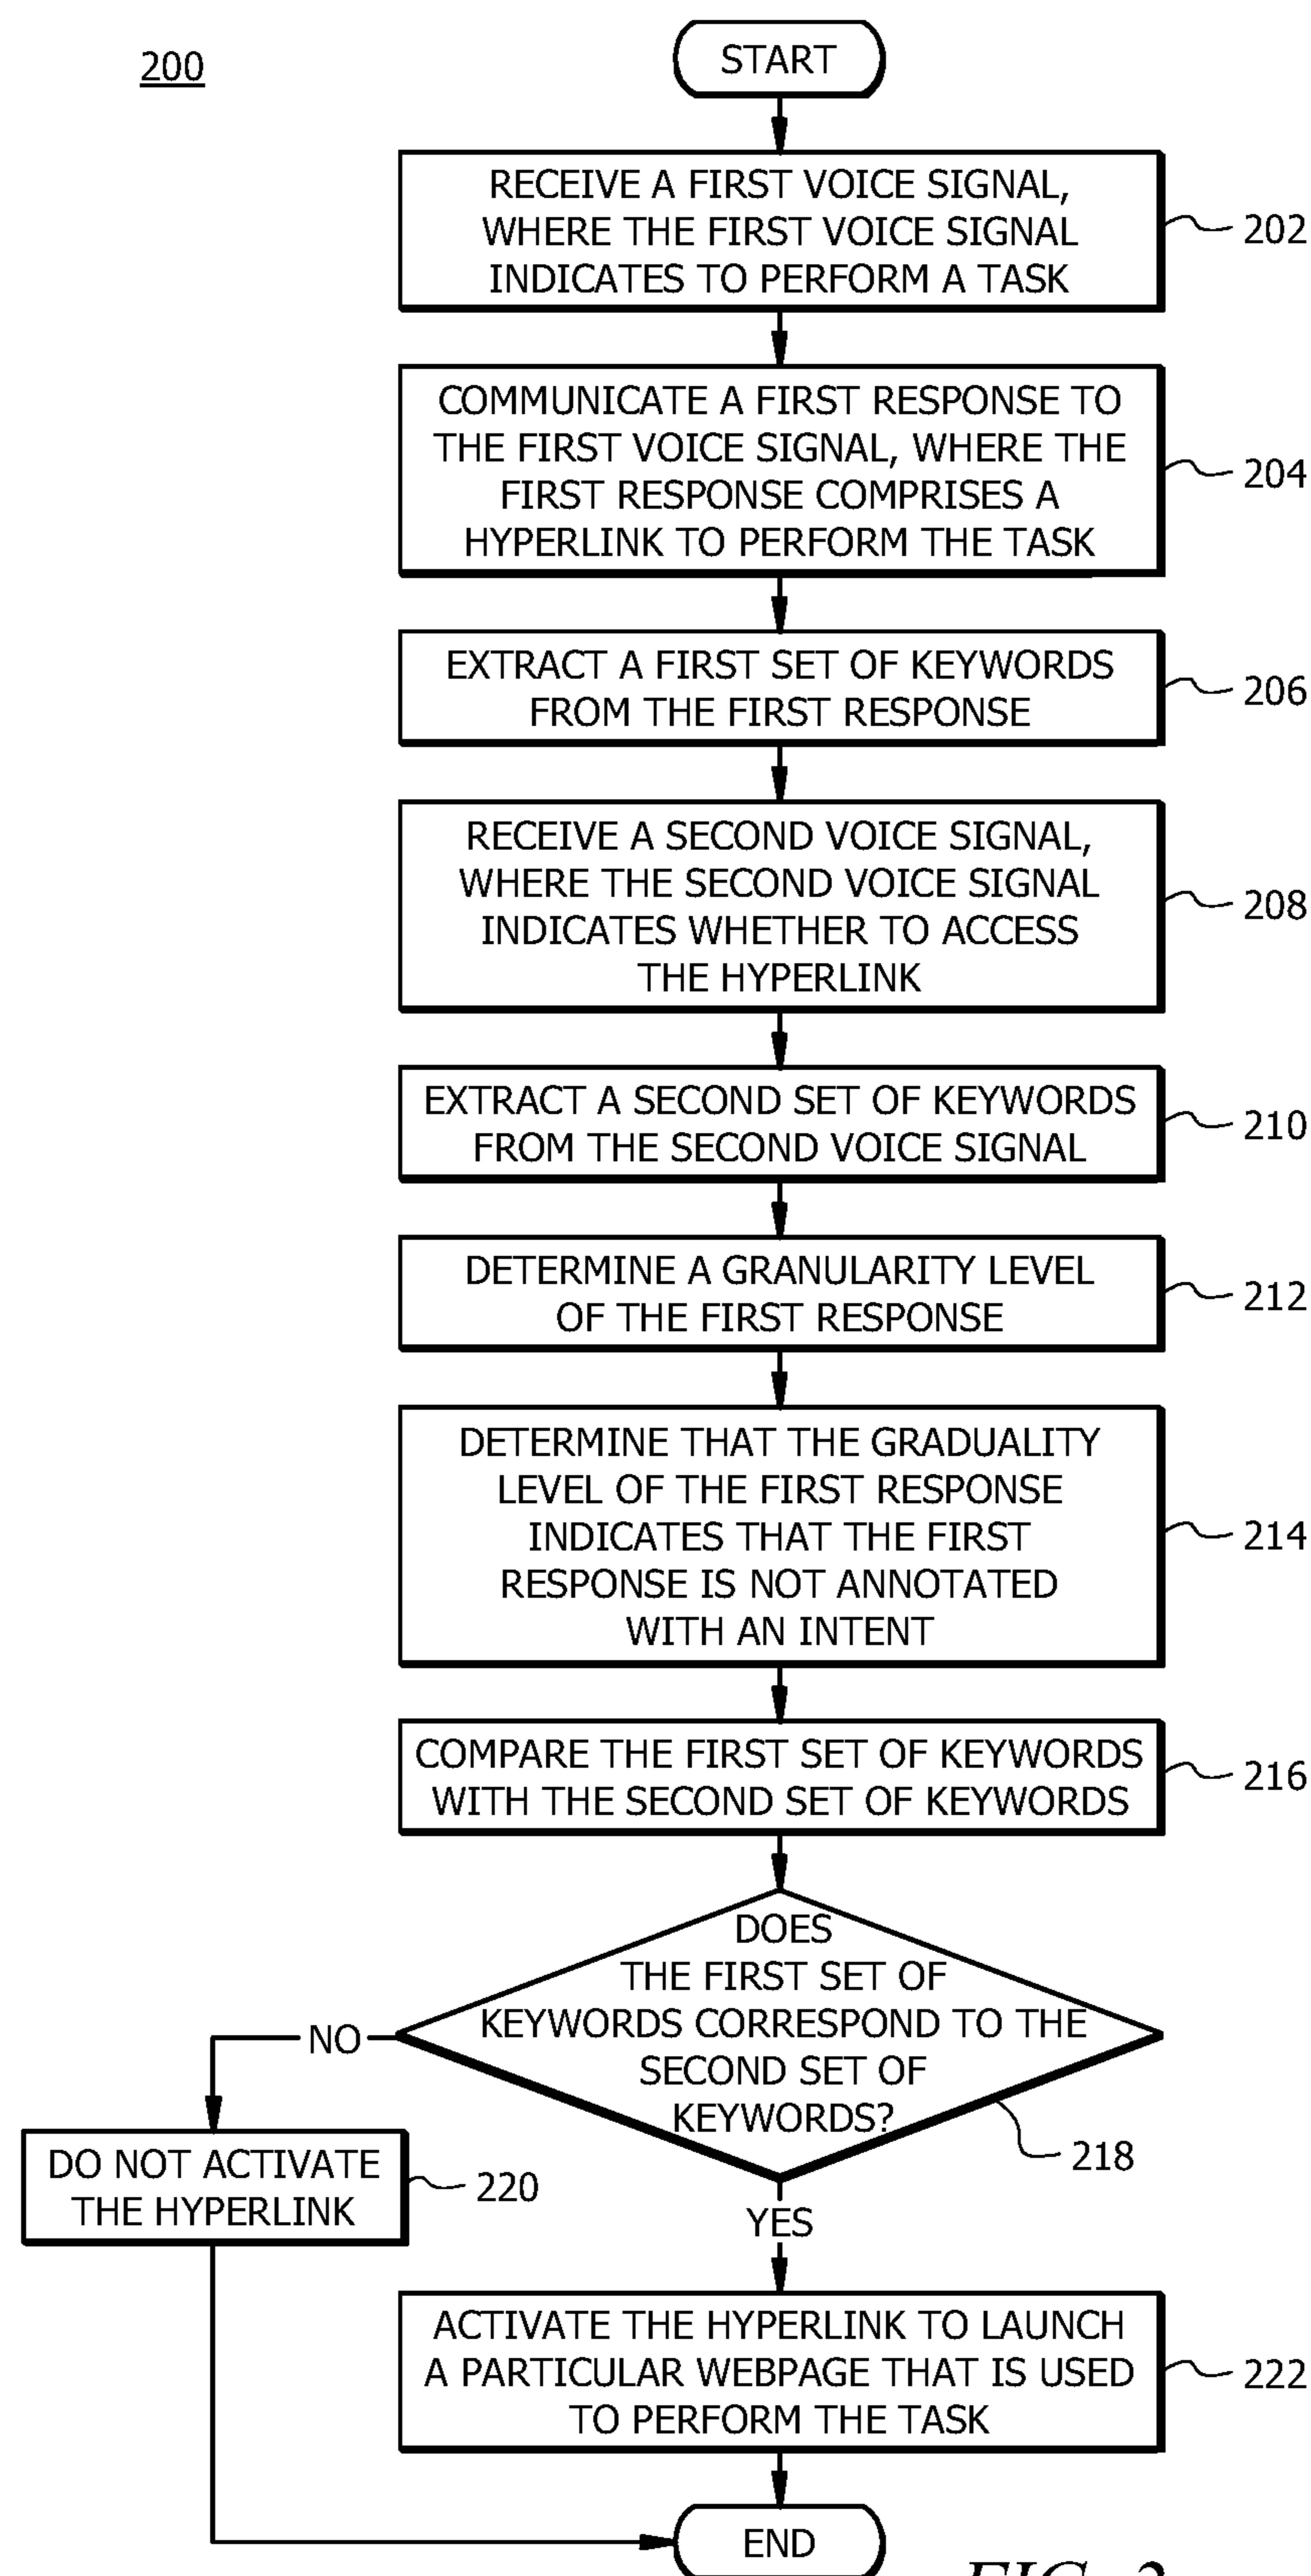 200
START
RECEIVE A FIRST VOICE SIGNAL,
WHERE THE FIRST VOICE SIGNAL
INDICATES TO PERFORM A TASK
202
COMMUNICATE A FIRST RESPONSE TO
THE FIRST VOICE SIGNAL, WHERE THE
FIRST RESPONSE COMPRISES A
HYPERLINK TO PERFORM THE TASK
204
EXTRACT A FIRST SET OF KEYWORDS
FROM THE FIRST RESPONSE
206
RECEIVE A SECOND VOICE SIGNAL,
WHERE THE SECOND VOICE SIGNAL
INDICATES WHETHER TO ACCESS
THE HYPERLINK
208
EXTRACT A SECOND SET OF KEYWORDS
FROM THE SECOND VOICE SIGNAL
210
DETERMINE A GRANULARITY LEVEL
OF THE FIRST RESPONSE
212
DETERMINE THAT THE GRADUALITY
LEVEL OF THE FIRST RESPONSE
INDICATES THAT THE FIRST
RESPONSE IS NOT ANNOTATED
WITH AN INTENT
214
COMPARE THE FIRST SET OF KEYWORDS
WITH THE SECOND SET OF KEYWORDS
216
DOES
THE FIRST SET OF
KEYWORDS CORRESPOND TO THE
SECOND SET OF
KEYWORDS?
218
NO
DO NOT ACTIVATE
THE HYPERLINK
220
YES
ACTIVATE THE HYPERLINK TO LAUNCH
A PARTICULAR WEBPAGE THAT IS USED
TO PERFORM THE TASK
222
END